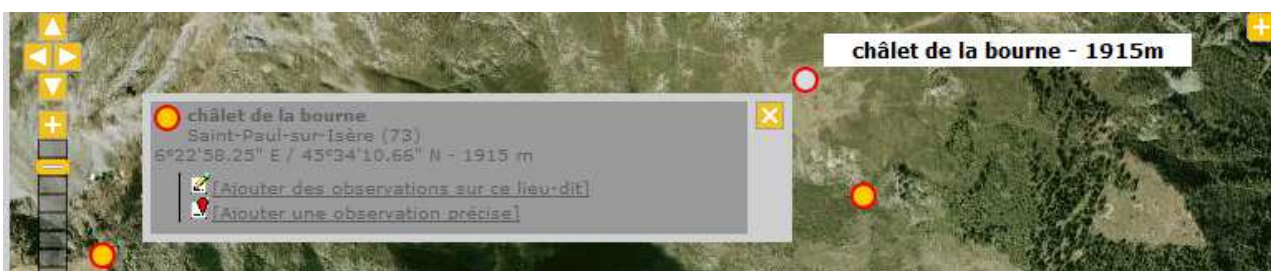 châlet de la bourne - 1915m
châlet de la bourne
Saint-Paul-sur-Isère (73)
6°22'58.25" E / 45°34'10.66" N - 1915 m
[Ajouter des observations sur ce lieu-dit]
[Ajouter une observation précise]